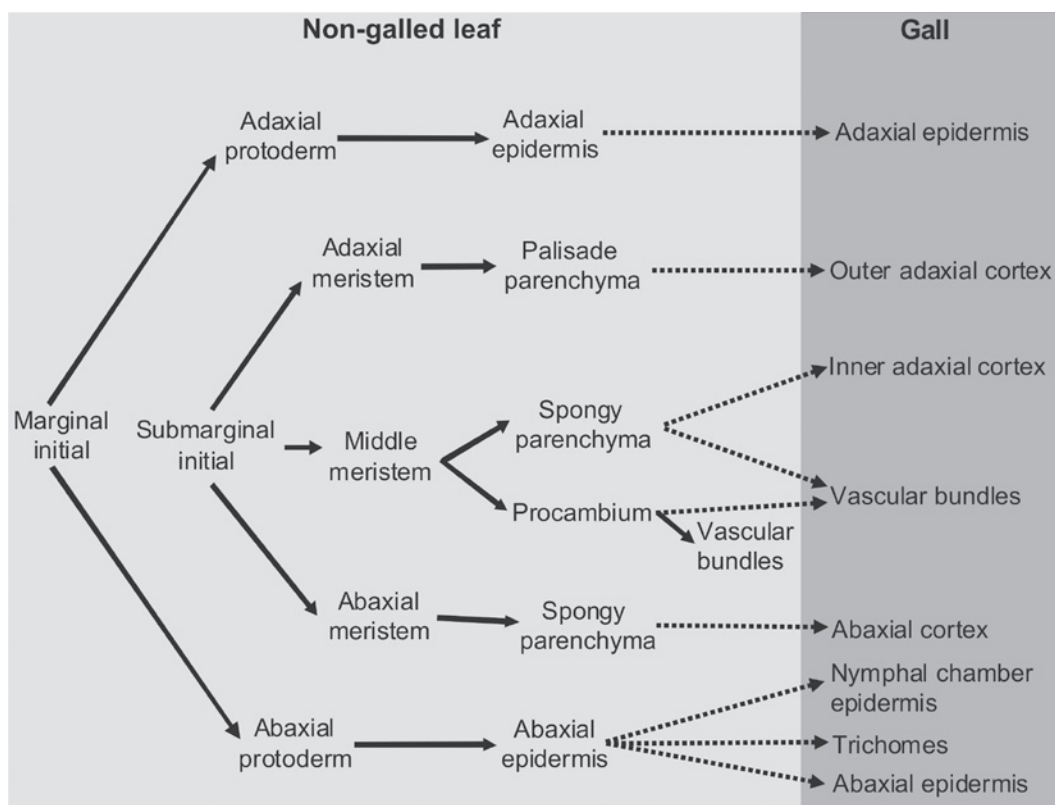 Non-galled leaf
Gall
Adaxial
protoderm
Adaxial
epidermis
Adaxial epidermis
Adaxial
meristem
Palisade
parenchyma
Outer adaxial cortex
Inner adaxial cortex
Marginal
initial
Submarginal
initial
Middle
meristem
Spongy
parenchyma
Procambium
Vascular
bundles
Vascular bundles
Abaxial
meristem
Spongy
parenchyma
Abaxial cortex
Nymphal chamber
epidermis
Abaxial
protoderm
Abaxial
epidermis
Trichomes
Abaxial epidermis